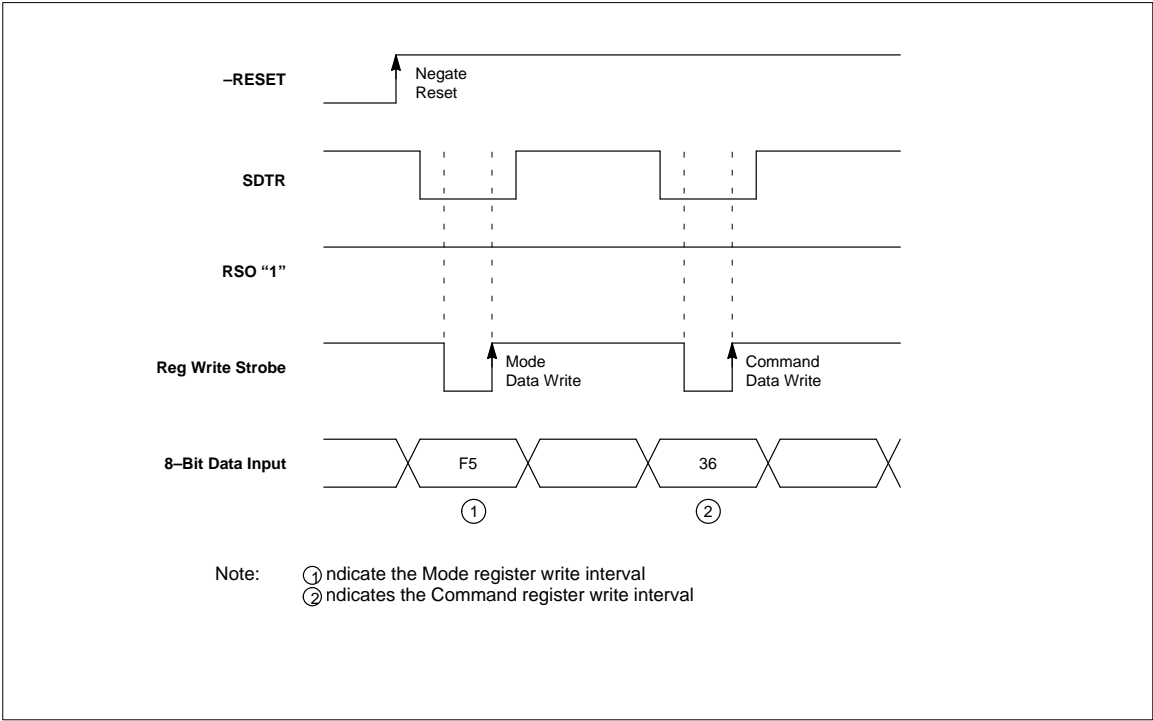 –RESET
Negate
Reset
SDTR
RSO “1”
Reg Write Strobe
Mode
Data Write
Command
Data Write
8–Bit Data Input
F5
36
1
2
Note:
1 ndicate the Mode register write interval
2 ndicates the Command register write interval